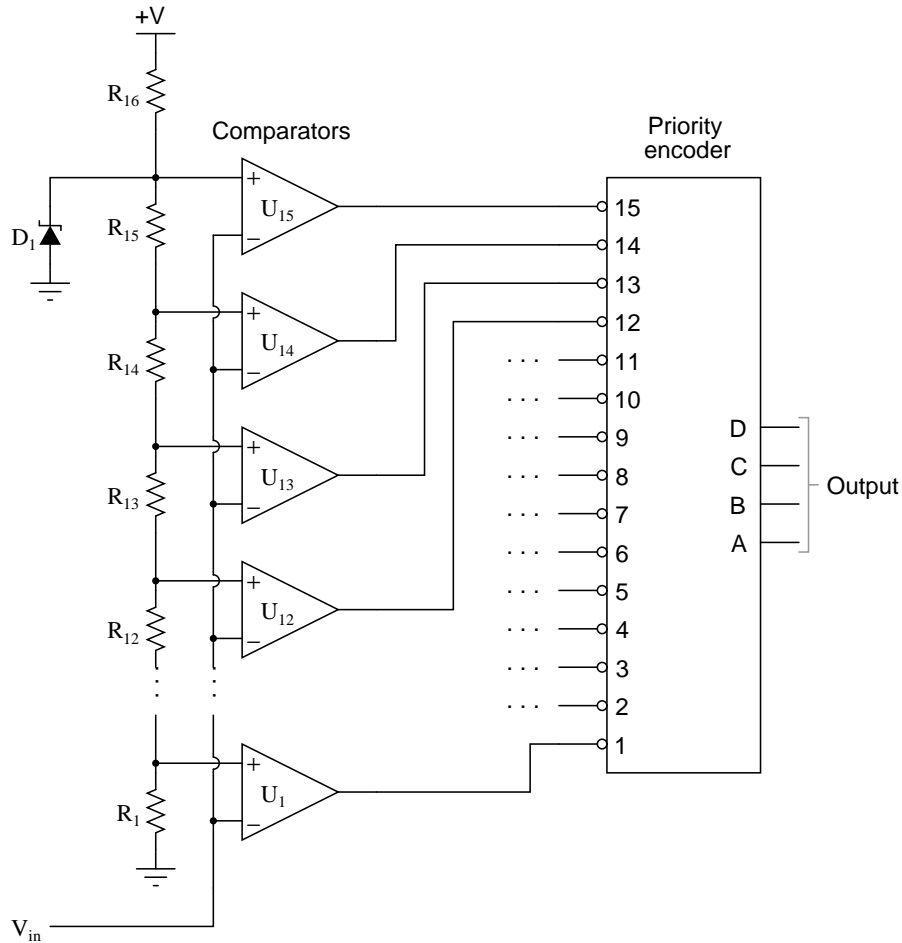 +V
R16
Comparators
Priority
encoder
+
U15
−
15
R15
D1
14
13
+
U14
−
12
R14
. . . 11
. . . 10
+
U13
−
. . . 9
D
R13
. . . 8
C
Output
. . . 7
B
. . . 6
A
+
U12
−
. . . 5
R12
. . . 4
. . . 3
. . . 2
1
+
U1
−
R1
Vin